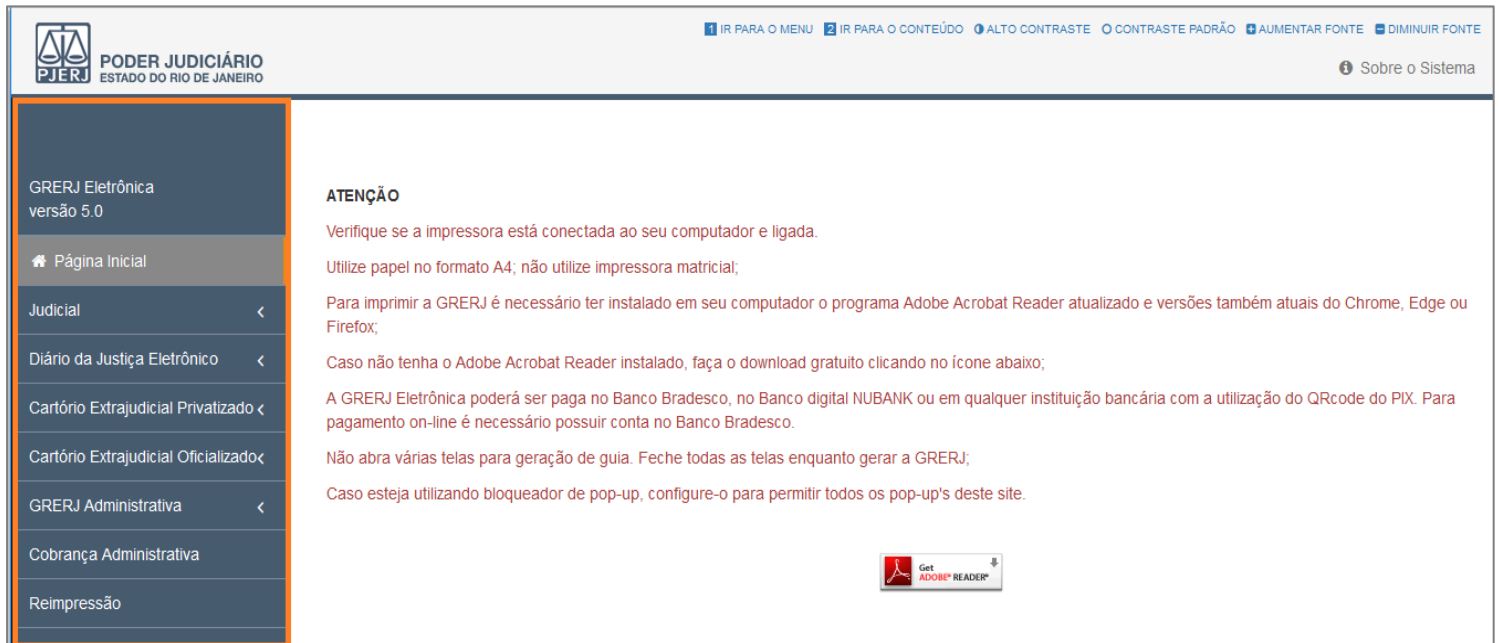 1 IR PARA O MENU 2 IR PARA O CONTEÚDO ALTO CONTRASTE CONTRASTE PADRÃO AUMENTAR FONTE DIMINUIR FONTE
PJERJ
PODER JUDICIÁRIO
ESTADO DO RIO DE JANEIRO
Sobre o Sistema
GRERJ Eletrônica
versão 5.0
Página Inicial
Judicial
Diário da Justiça Eletrônico
Cartório Extrajudicial Privatizado
Cartório Extrajudicial Oficializado
GRERJ Administrativa
Cobrança Administrativa
Reimpressão
ATENÇÃO
Verifique se a impressora está conectada ao seu computador e ligada.
Utilize papel no formato A4; não utilize impressora matricial;
Para imprimir a GRERJ é necessário ter instalado em seu computador o programa Adobe Acrobat Reader atualizado e versões também atuais do Chrome, Edge ou
Firefox;
Caso não tenha o Adobe Acrobat Reader instalado, faça o download gratuito clicando no ícone abaixo;
A GRERJ Eletrônica poderá ser paga no Banco Bradesco, no Banco digital NUBANK ou em qualquer instituição bancária com a utilização do QRcode do PIX. Para
pagamento on-line é necessário possuir conta no Banco Bradesco.
Não abra várias telas para geração de guia. Feche todas as telas enquanto gerar a GRERJ;
Caso esteja utilizando bloqueador de pop-up, configure-o para permitir todos os pop-up's deste site.
Get
ADOBE® READER®